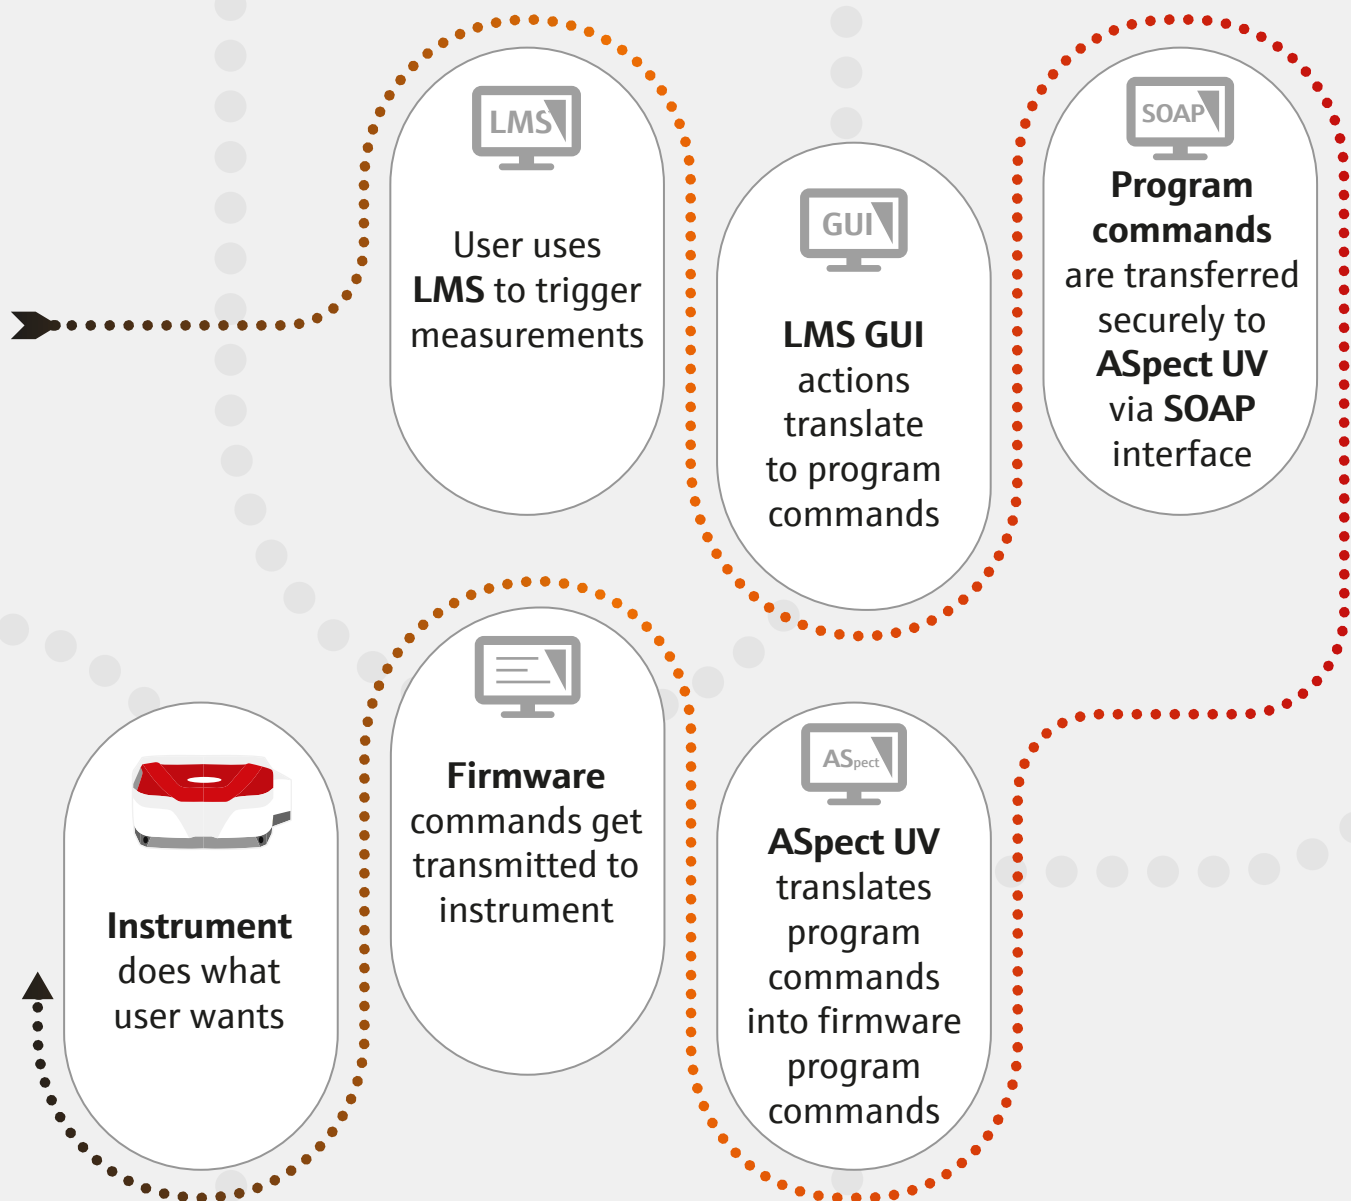 LMS
User uses
LMS to trigger
measurements
GUI
LMS GUI
actions
translate
to program
commands
SOAP
Program
commands
are transferred
securely to
ASpect UV
via SOAP
interface
ASpect
ASpect UV
translates
program
commands
into firmware
program
commands
Firmware
commands get
transmitted to
instrument
Instrument
does what
user wants